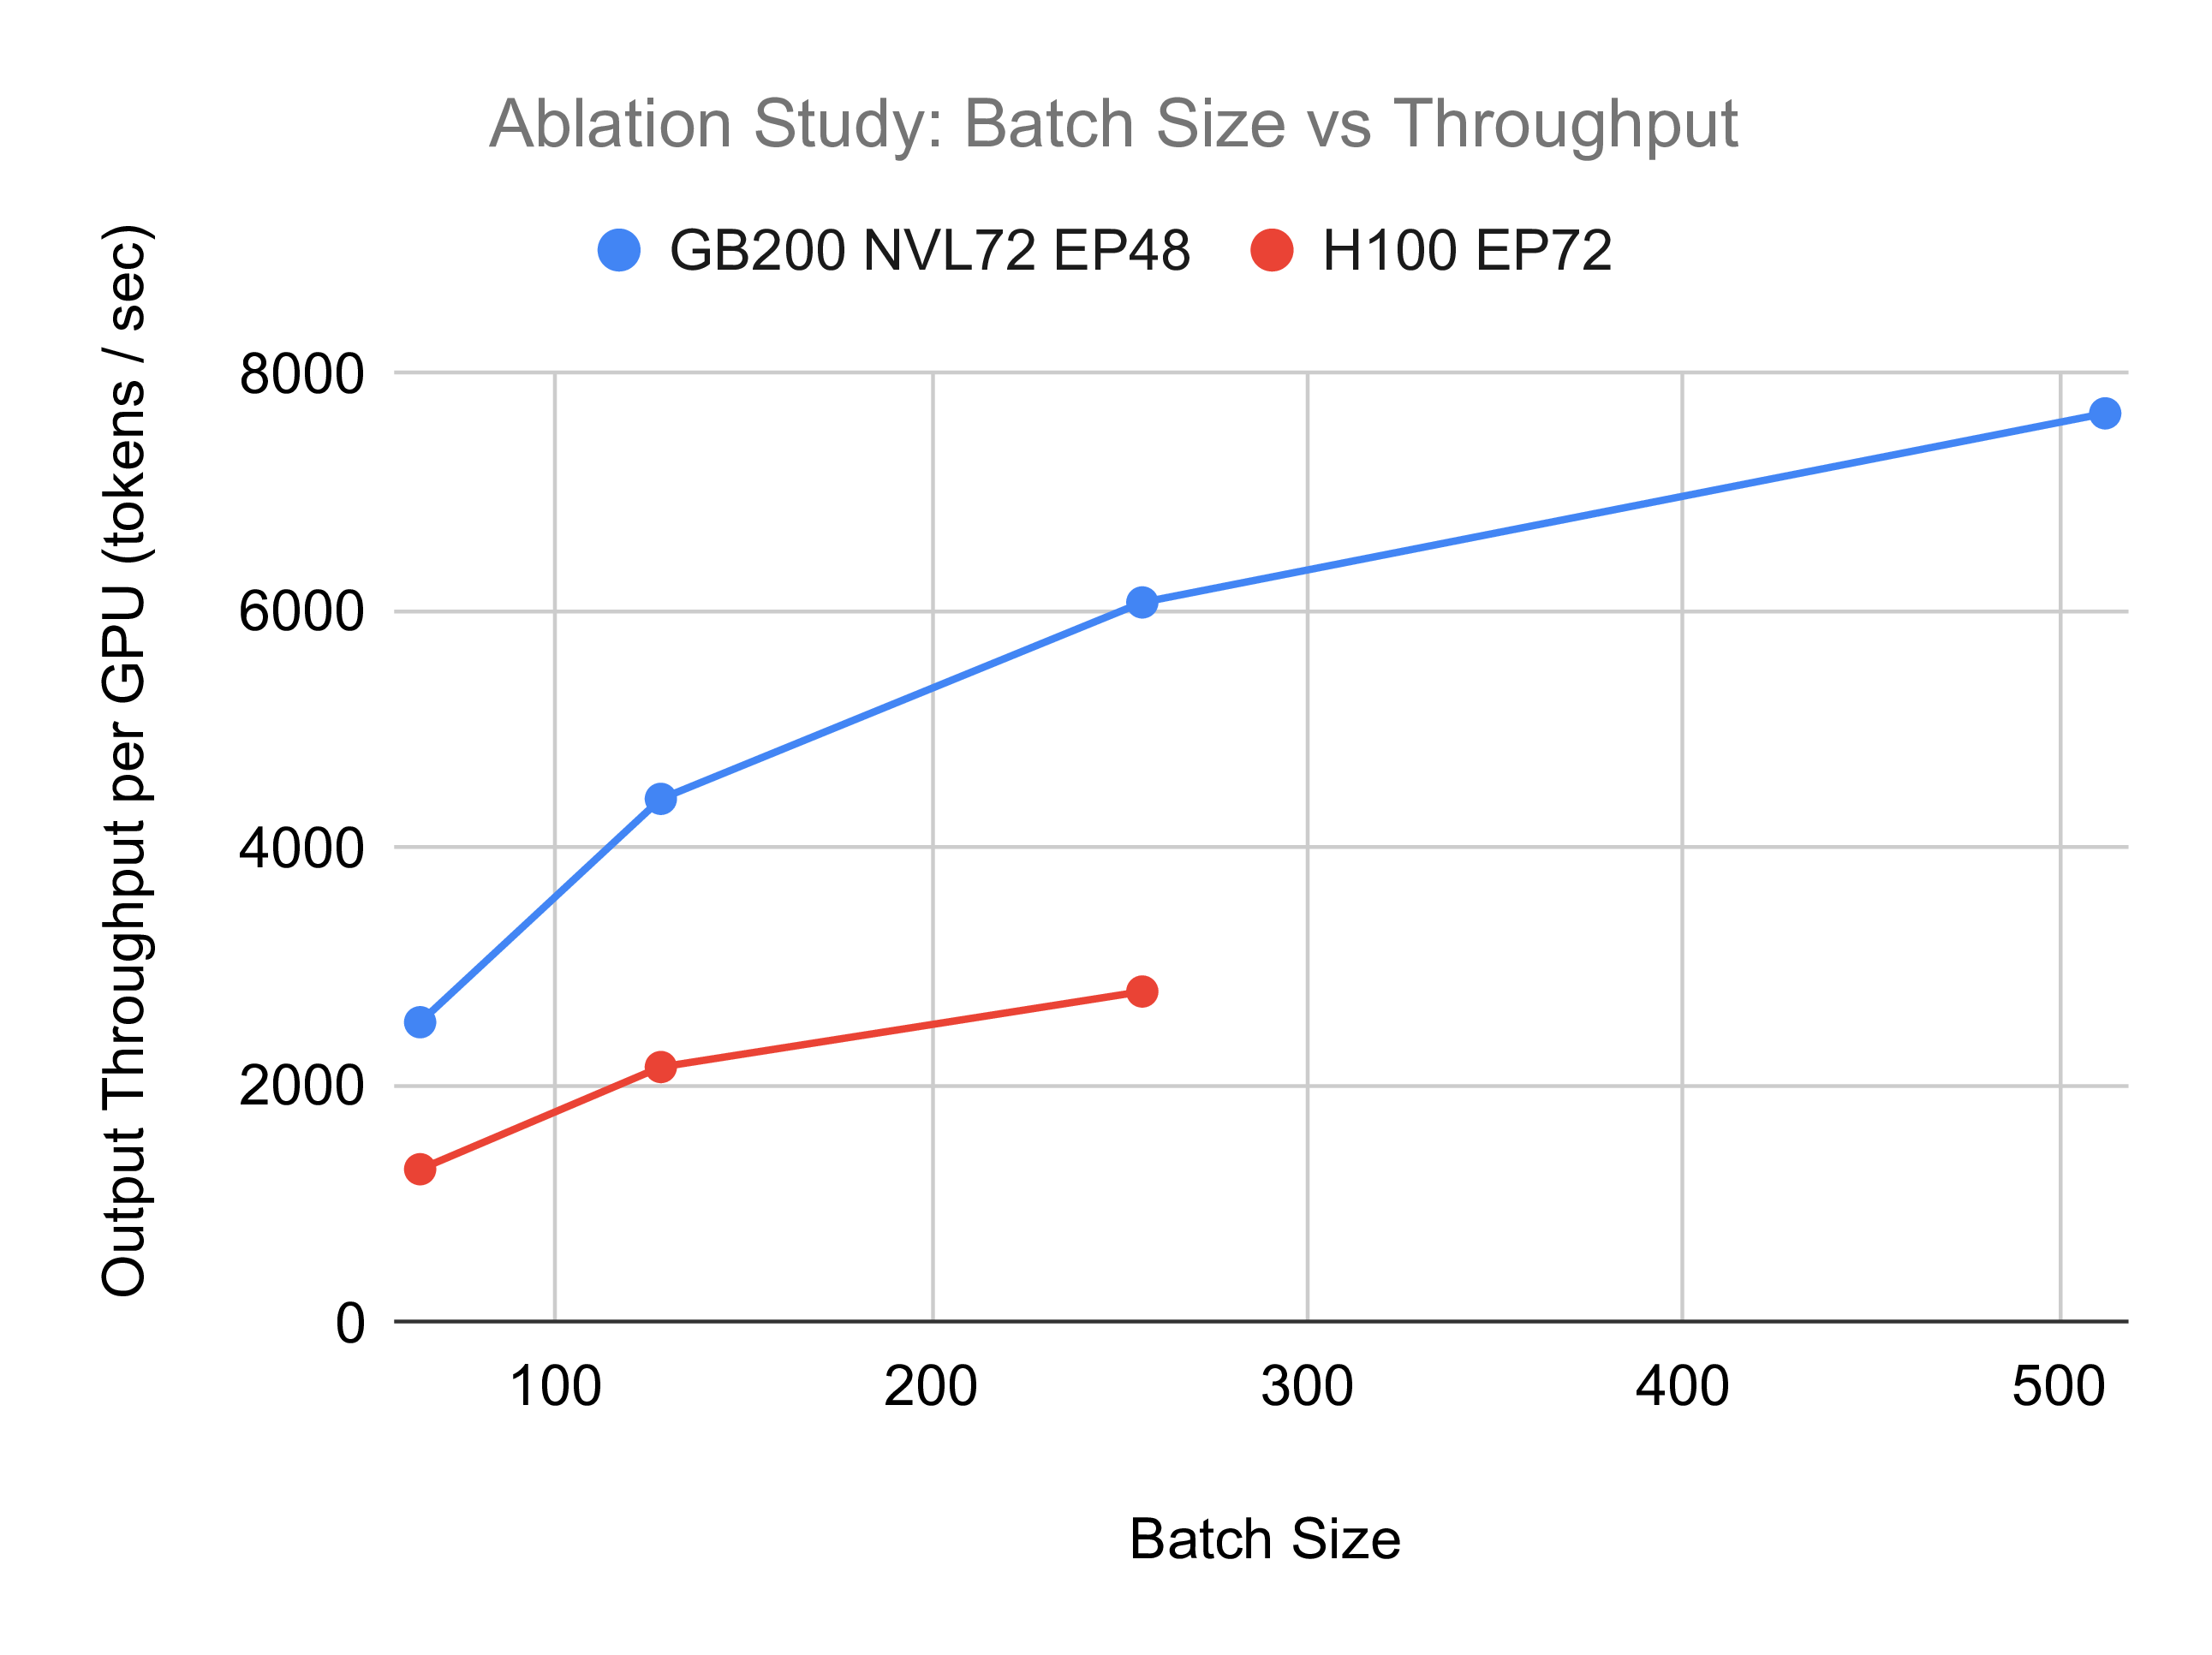 Ablation Study: Batch Size vs Throughput
GB200 NVL72 EP48
H100 EP72
Output Throughput per GPU (tokens / sec)
8000
6000
4000
2000
0
100
200
300
400
500
Batch Size